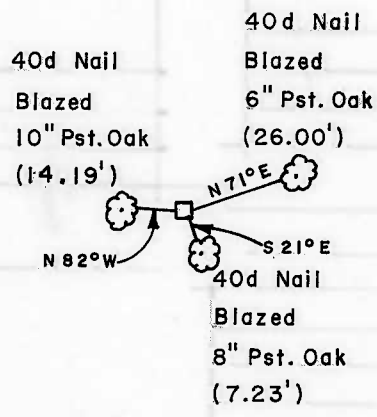 40d Nail
Blazed
10" Pst. Oak
(14.19')
40d Nail
Blazed
6" Pst. Oak
(26.00')
N 71° E
N 82° W
S 21° E
40d Nail
Blazed
8" Pst. Oak
(7.23')